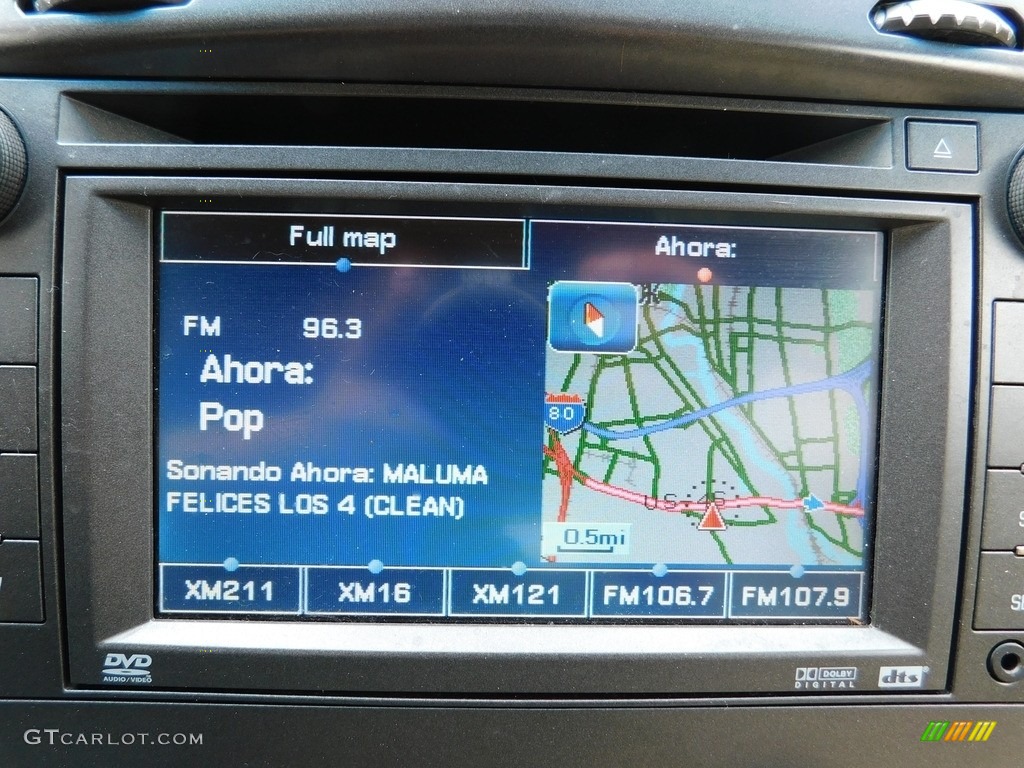 Full map
Ahora:
FM 96.3
Ahora:
Pop
Sonando Ahora: MALUMA
FELICES LOS 4 (CLEAN)
80
US-46
0.5mi
XM211 XM16 XM121 FM106.7 FM107.9
DVD
AUDIO/VIDEO
DOLBY
DIGITAL
dts
GTCARLOT.COM